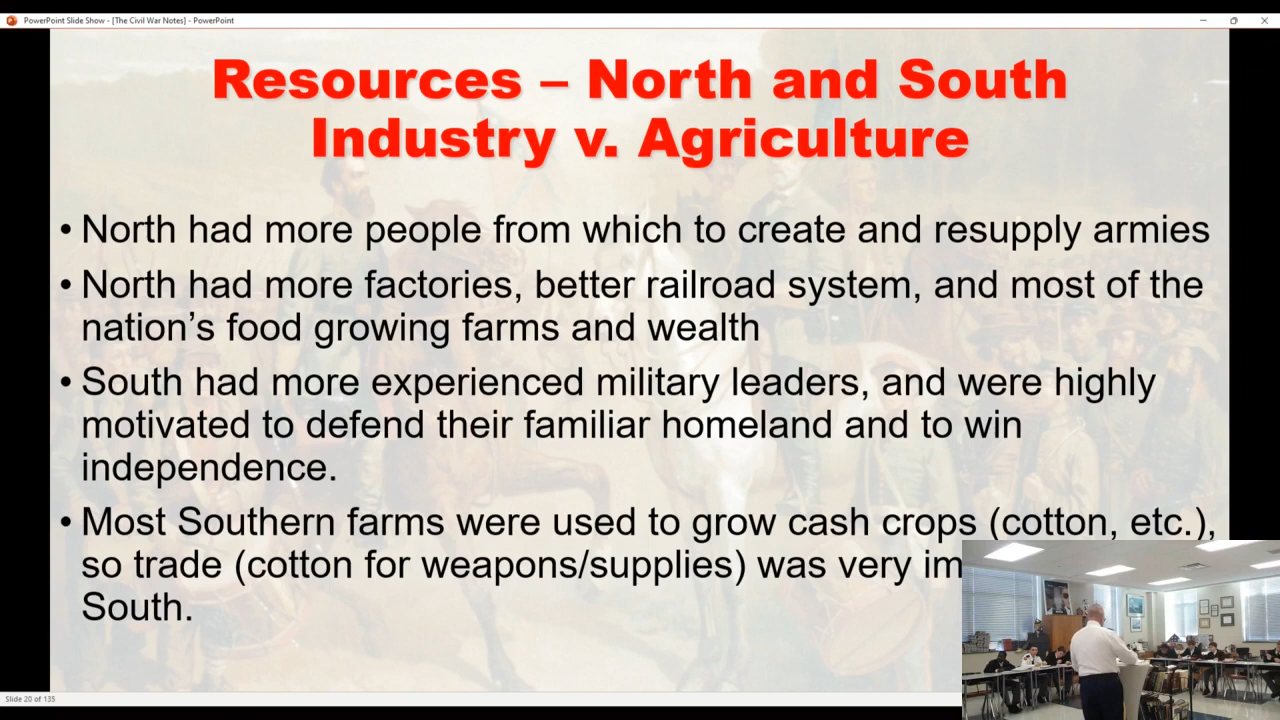 PowerPoint Slide Show - [The Civil War Notes] - PowerPoint
Resources – North and South
Industry v. Agriculture
• North had more people from which to create and resupply armies
• North had more factories, better railroad system, and most of the
nation’s food growing farms and wealth
• South had more experienced military leaders, and were highly
motivated to defend their familiar homeland and to win
independence.
• Most Southern farms were used to grow cash crops (cotton, etc.),
so trade (cotton for weapons/supplies) was very im
South.
Slide 20 of 135